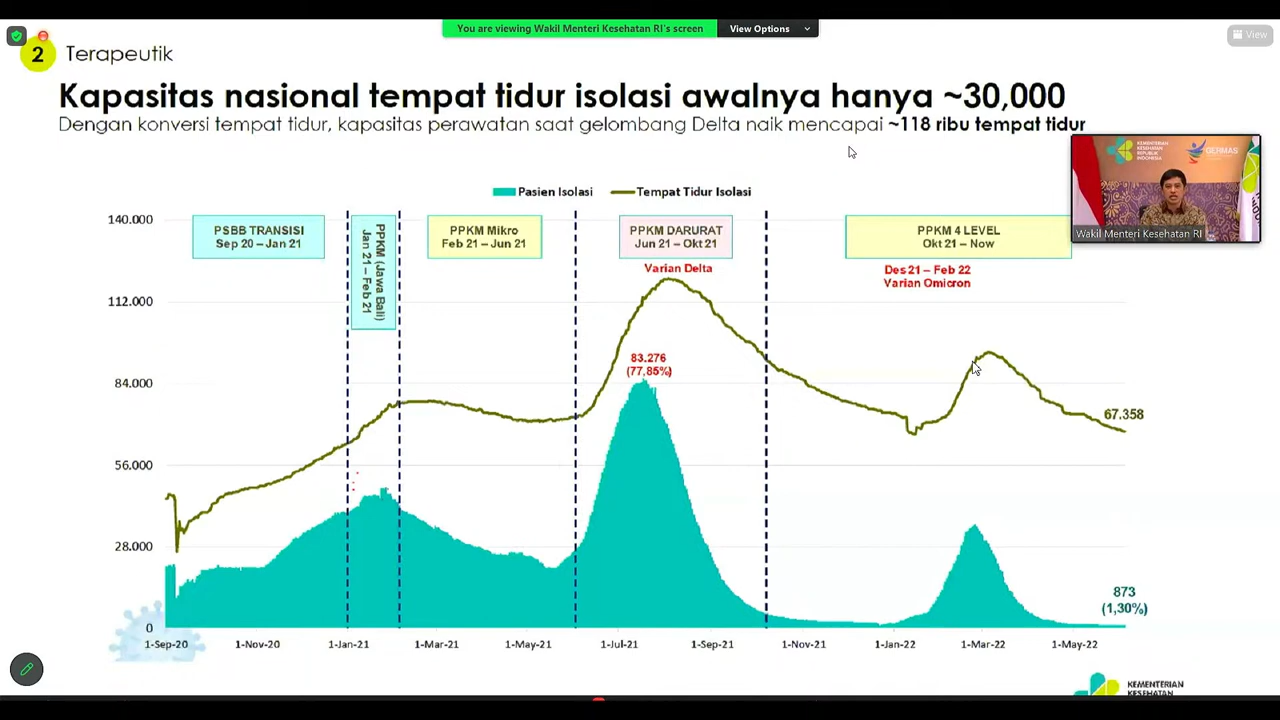 You are viewing Wakil Menteri Kesehatan RI's screen
View Options
View
2
Terapeutik
Kapasitas nasional tempat tidur isolasi awalnya hanya ~30,000
Dengan konversi tempat tidur, kapasitas perawatan saat gelombang Delta naik mencapai ~118 ribu tempat tidur
KEMENTERIAN
KESEHATAN
REPUBLIK
INDONESIA
GERMAS
Wakil Menteri Kesehatan RI
Pasien Isolasi
Tempat Tidur Isolasi
140.000
112.000
84.000
56.000
28.000
0
PSBB TRANSISI
Sep 20 – Jan 21
PPKM (Jawa Bali)
Jan 21 – Feb 21
PPKM Mikro
Feb 21 – Jun 21
PPKM DARURAT
Jun 21 – Okt 21
Varian Delta
PPKM 4 LEVEL
Okt 21 – Now
Des 21 – Feb 22
Varian Omicron
83.276
(77,85%)
67.358
873
(1,30%)
1-Sep-20
1-Nov-20
1-Jan-21
1-Mar-21
1-May-21
1-Jul-21
1-Sep-21
1-Nov-21
1-Jan-22
1-Mar-22
1-May-22
KEMENTERIAN
KESEHATAN